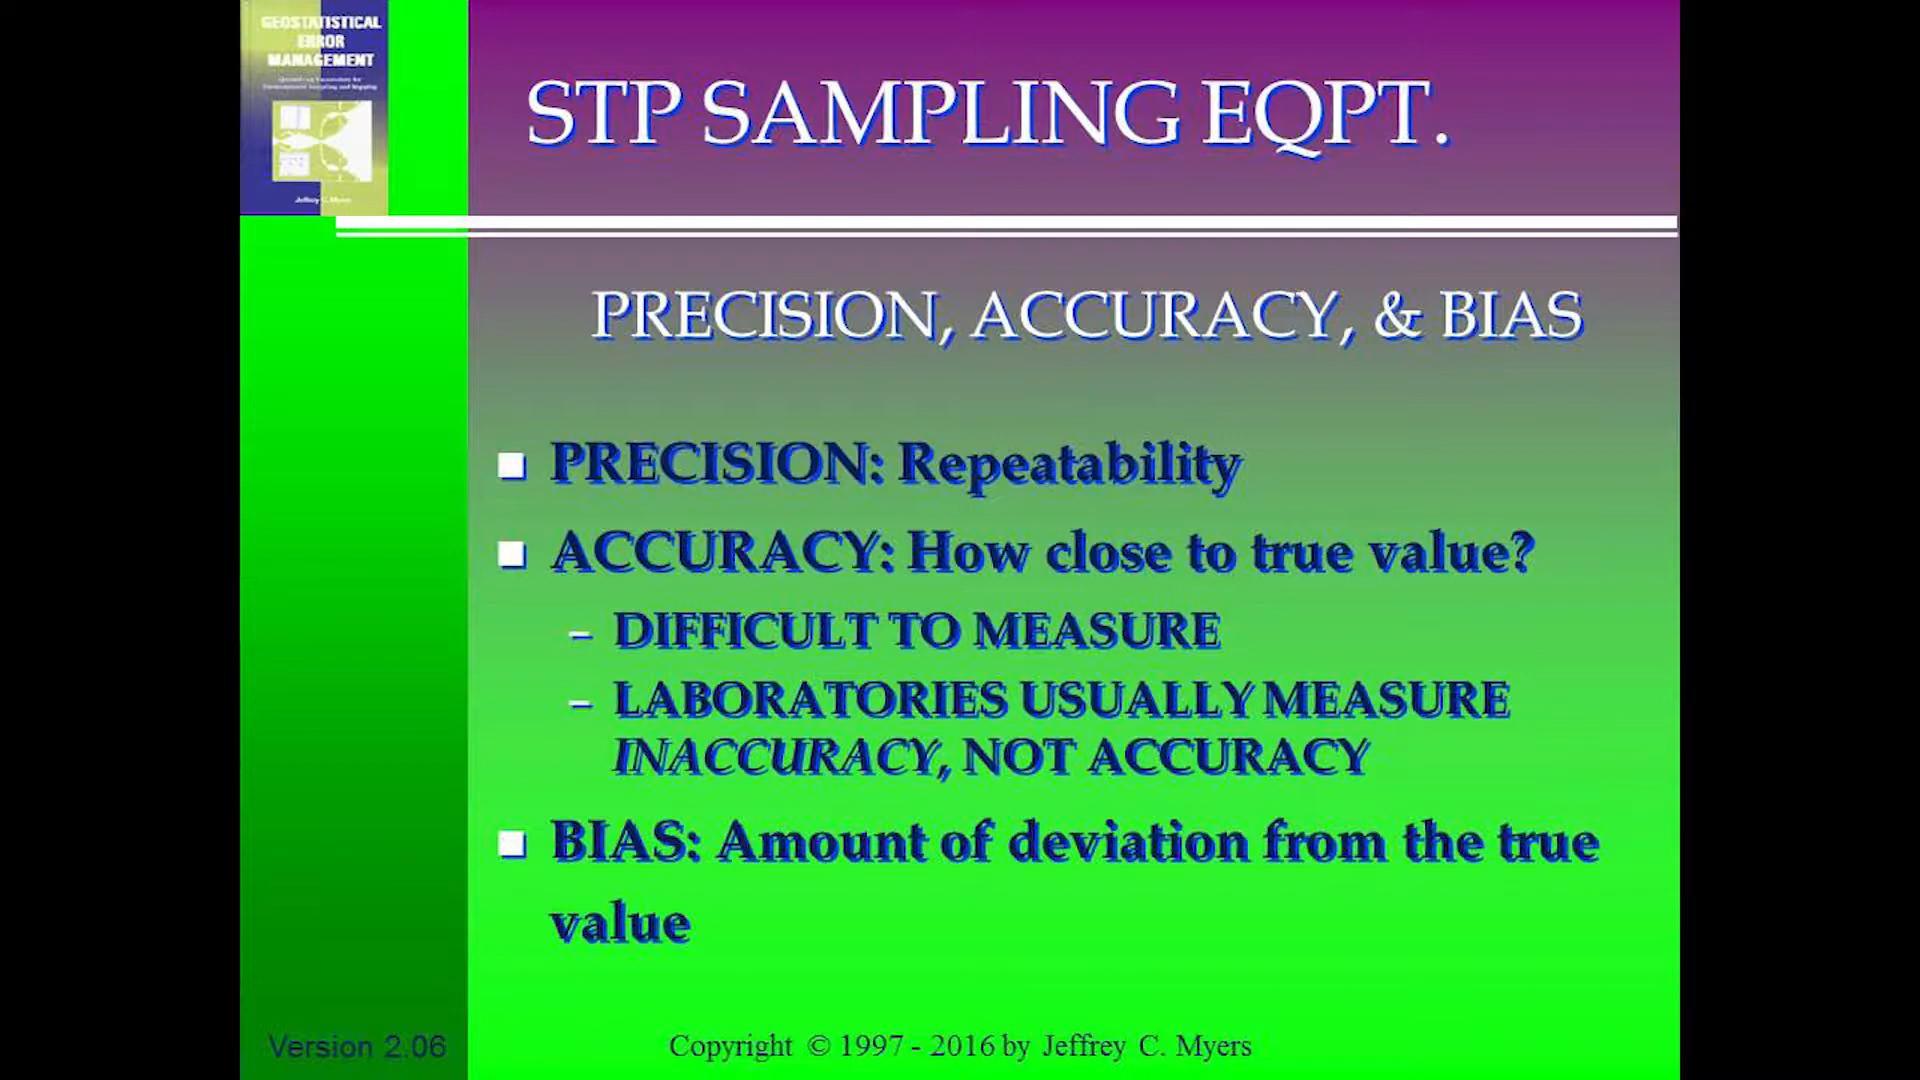 GEOSTATISTICAL
ERROR
MANAGEMENT
Jeffrey C. Myers
STP SAMPLING EQPT.
PRECISION, ACCURACY, & BIAS
PRECISION: Repeatability
ACCURACY: How close to true value?
– DIFFICULT TO MEASURE
– LABORATORIES USUALLY MEASURE
INACCURACY, NOT ACCURACY
BIAS: Amount of deviation from the true
value
Version 2.06
Copyright © 1997 - 2016 by Jeffrey C. Myers